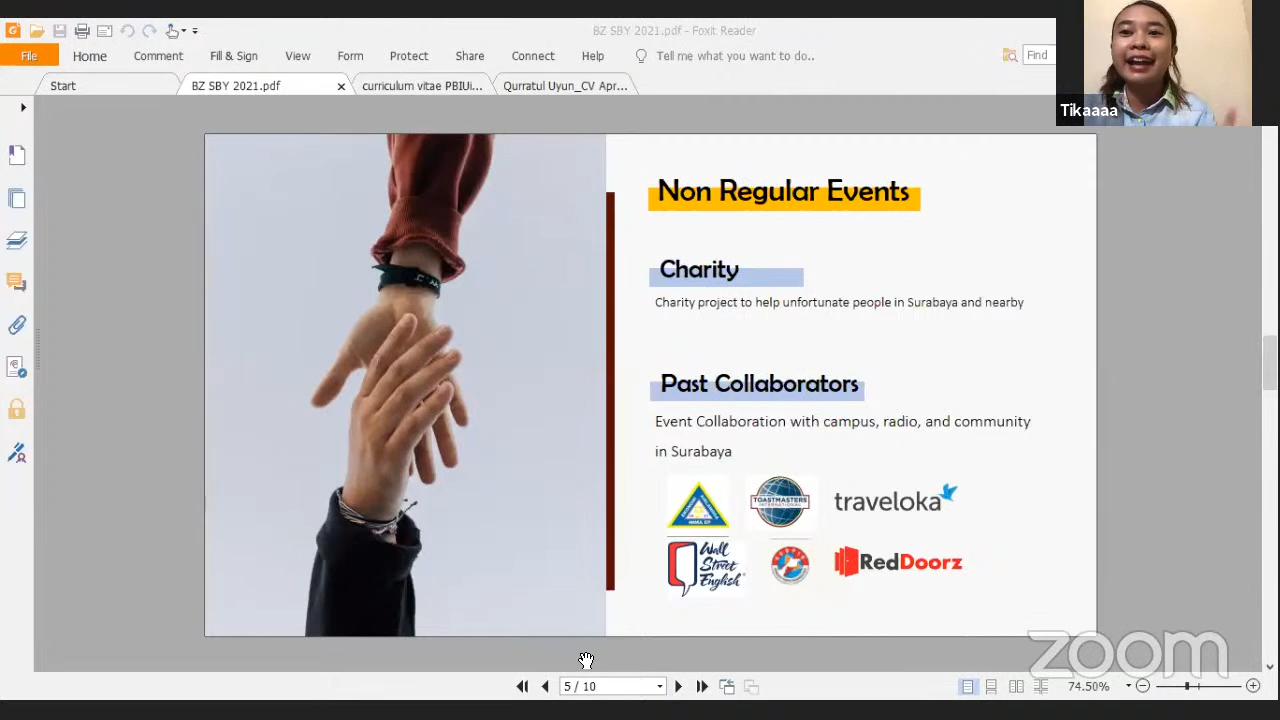 BZ SBY 2021.pdf - Foxit Reader
File Home Comment Fill & Sign View Form Protect Share Connect Help Tell me what you want to do.. Find
Start BZ SBY 2021.pdf curriculum vitae PBIUi... Qurratul Uyun_CV Apr...
Tikaaaa
Non Regular Events
Charity
Charity project to help unfortunate people in Surabaya and nearby
Past Collaborators
Event Collaboration with campus, radio, and community
in Surabaya
TOASTMASTERS
INTERNATIONAL
traveloka
Wall
Street
English
RedDoorz
zoom
5 / 10
74.50%